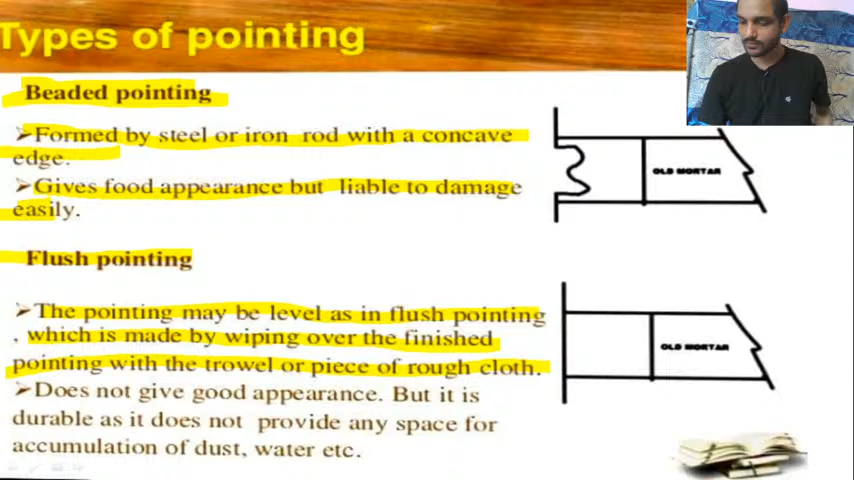 Types of pointing
Beaded pointing
➢Formed by steel or iron rod with a concave
edge.
➢Gives food appearance but liable to damage
easily.
OLD MORTAR
Flush pointing
➢The pointing may be level as in flush pointing
, which is made by wiping over the finished
pointing with the trowel or piece of rough cloth.
➢Does not give good appearance. But it is
durable as it does not provide any space for
accumulation of dust, water etc.
OLD MORTAR